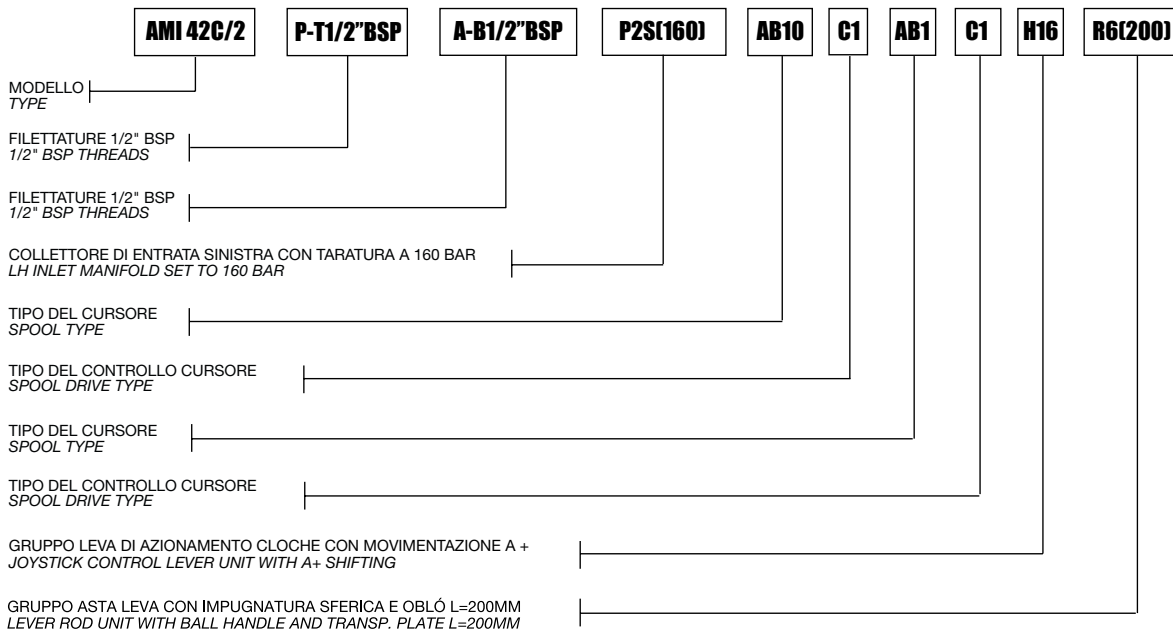 AMI 42C/2 P-T1/2”BSP A-B1/2”BSP P2S(160) AB10 C1 AB1 C1 H16 R6(200)
MODELLO
TYPE
FILETTATURE 1/2" BSP
1/2" BSP THREADS
FILETTATURE 1/2" BSP
1/2" BSP THREADS
COLLETTORE DI ENTRATA SINISTRA CON TARATURA A 160 BAR
LH INLET MANIFOLD SET TO 160 BAR
TIPO DEL CURSORE
SPOOL TYPE
TIPO DEL CONTROLLO CURSORE
SPOOL DRIVE TYPE
TIPO DEL CURSORE
SPOOL TYPE
TIPO DEL CONTROLLO CURSORE
SPOOL DRIVE TYPE
GRUPPO LEVA DI AZIONAMENTO CLOCHE CON MOVIMENTAZIONE A +
JOYSTICK CONTROL LEVER UNIT WITH A+ SHIFTING
GRUPPO ASTA LEVA CON IMPUGNATURA SFERICA E OBLÓ L=200MM
LEVER ROD UNIT WITH BALL HANDLE AND TRANSP. PLATE L=200MM